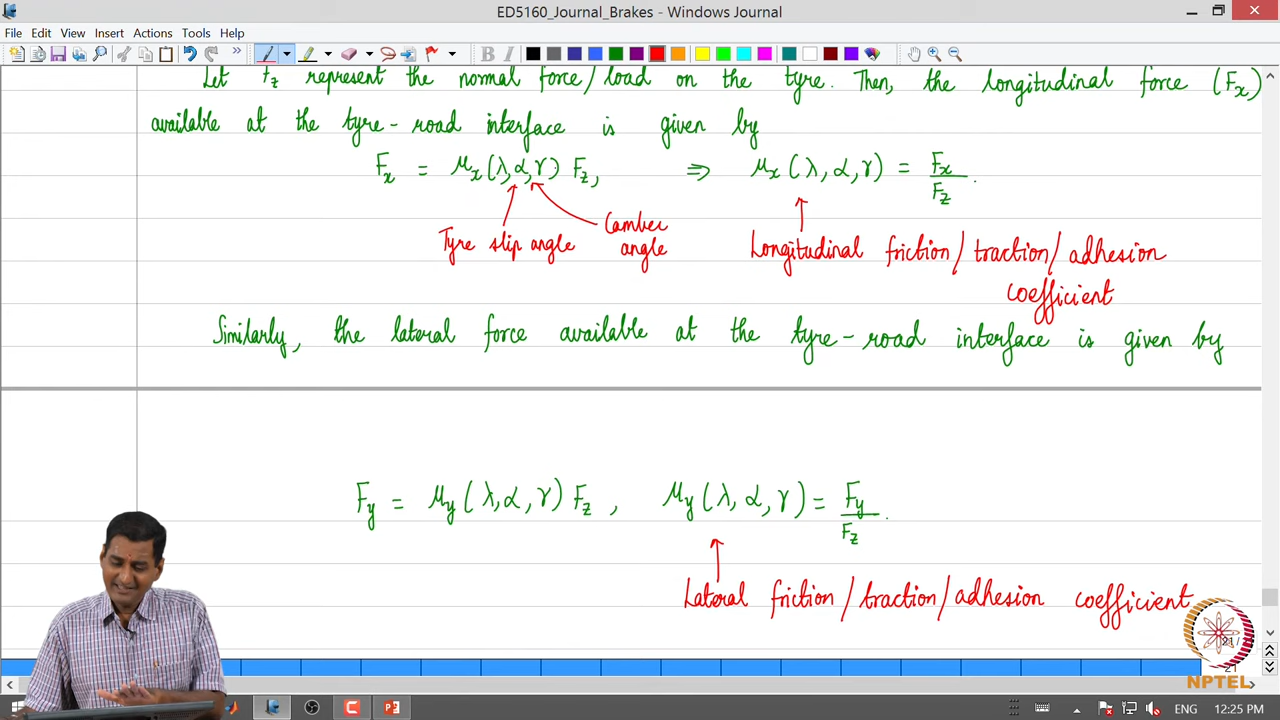 ED5160_Journal_Brakes - Windows Journal
File Edit View Insert Actions Tools Help
Let Fz represent the normal force/load on the tyre. Then, the longitudinal force (Fx)
available at the tyre-road interface is given by
Fx = μx(λ,α,γ) Fz, ⇒ μx(λ,α,γ) = Fx/Fz.
Tyre slip angle
Camber
angle
Longitudinal friction/traction/adhesion
coefficient
Similarly, the lateral force available at the tyre-road interface is given by
Fy = μy(λ,α,γ) Fz, μy(λ,α,γ) = Fy/Fz.
Lateral friction/traction/adhesion coefficient
NPTEL
ENG 12:25 PM